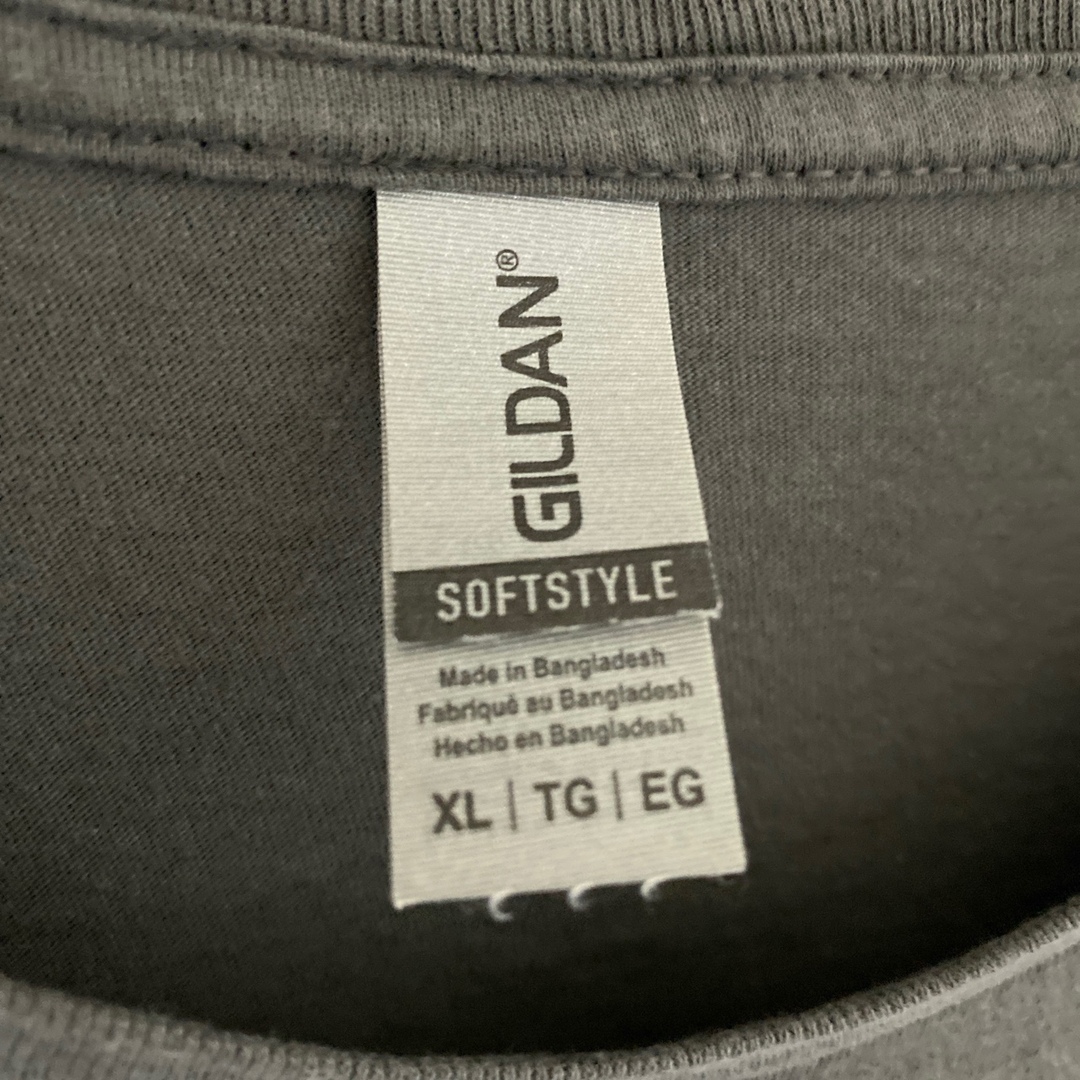 GILDAN®
SOFTSTYLE
Made in Bangladesh
Fabriqué au Bangladesh
Hecho en Bangladesh
XL | TG | EG